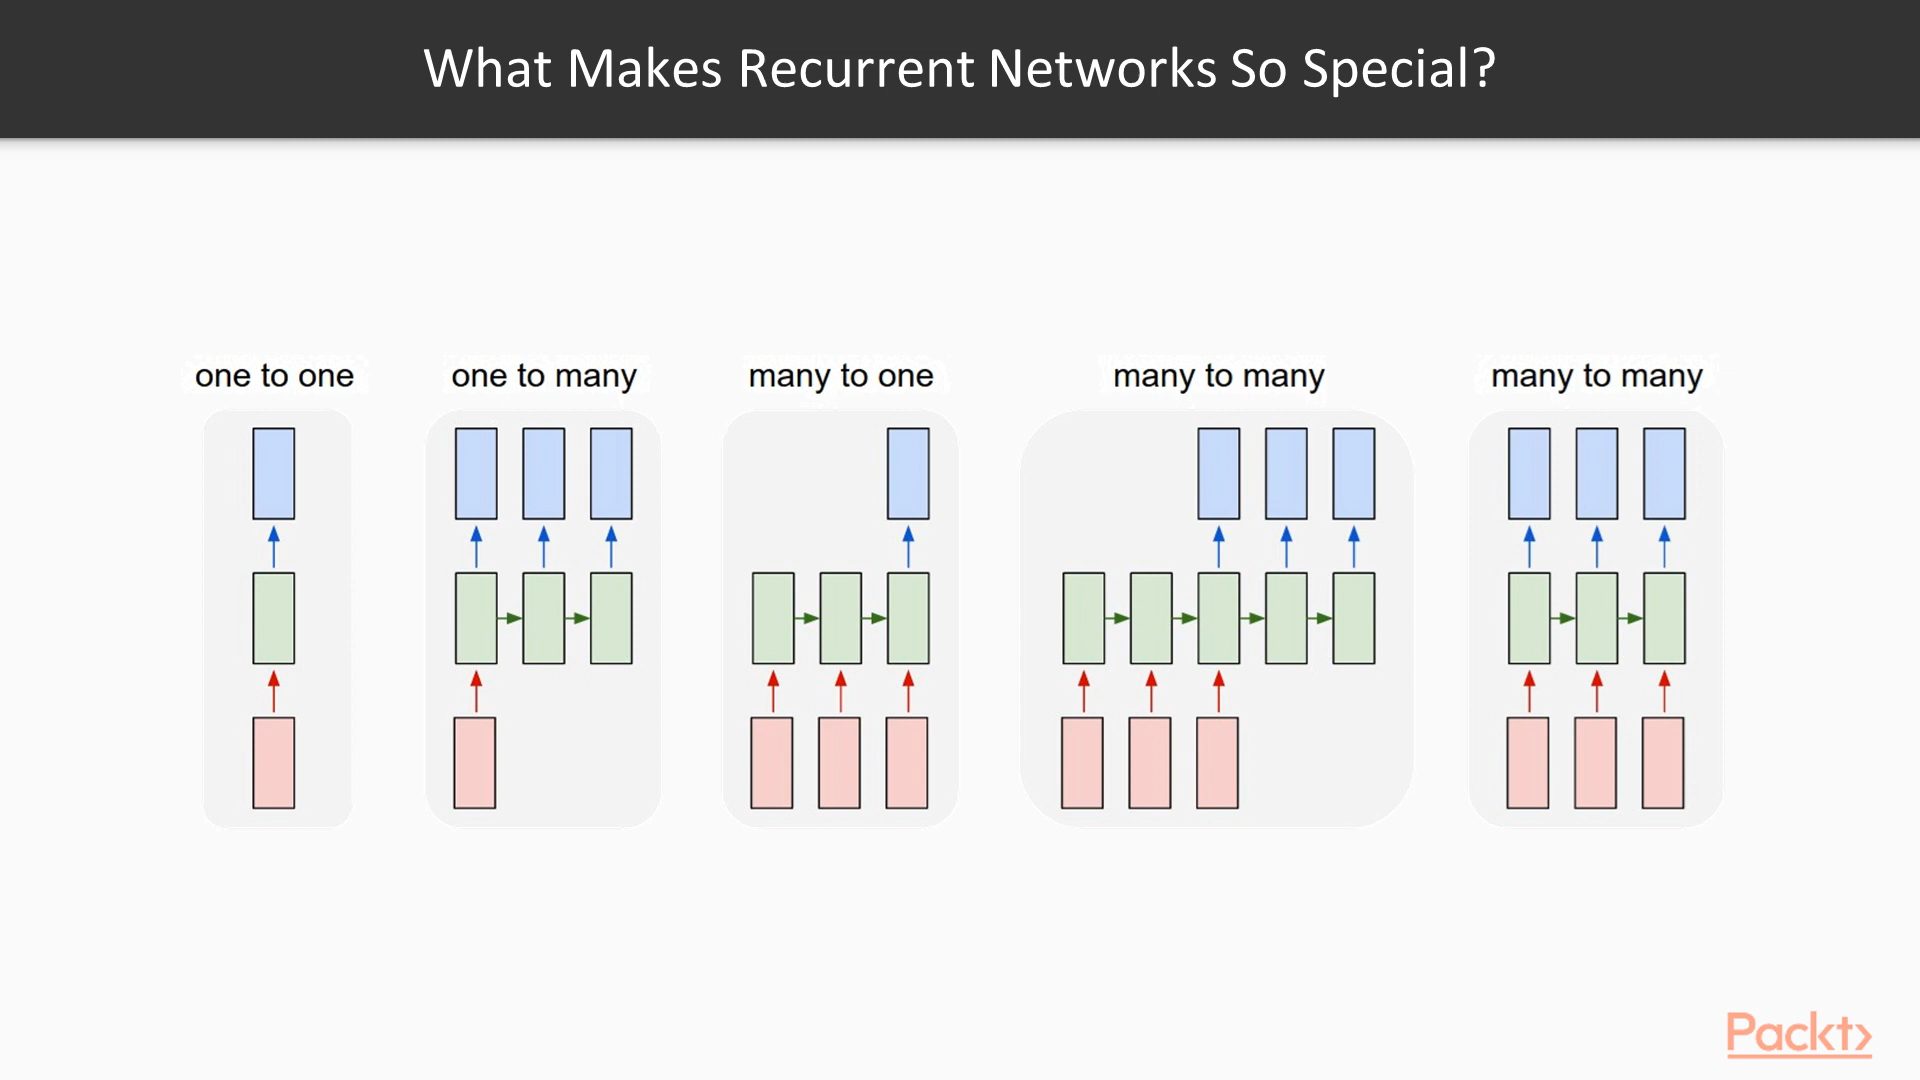 What Makes Recurrent Networks So Special?
one to one
one to many
many to one
many to many
many to many
Packt>